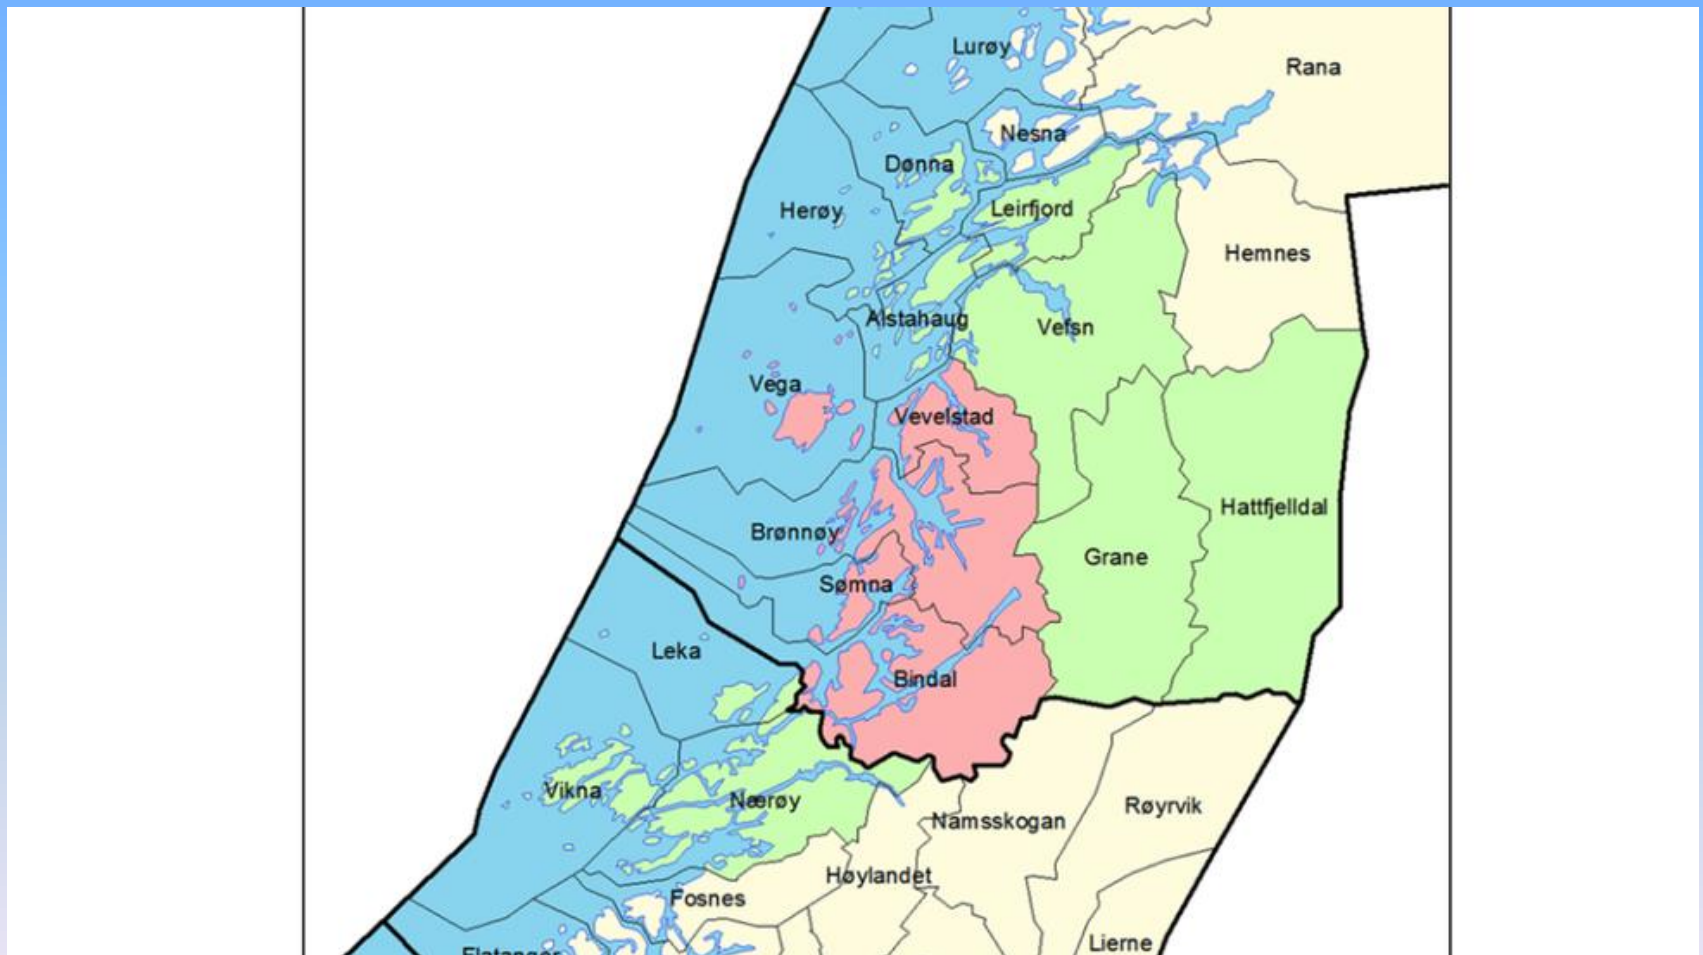 Lurøy
Rana
Nesna
Dønna
Herøy
Leirfjord
Hemnes
Alstahaug
Vefsn
Vega
Vevelstad
Hattfjelldal
Brønnøy
Grane
Sømna
Leka
Bindal
Vikna
Nærøy
Røyrvik
Namsskogan
Høylandet
Fosnes
Lierne
Flatanger